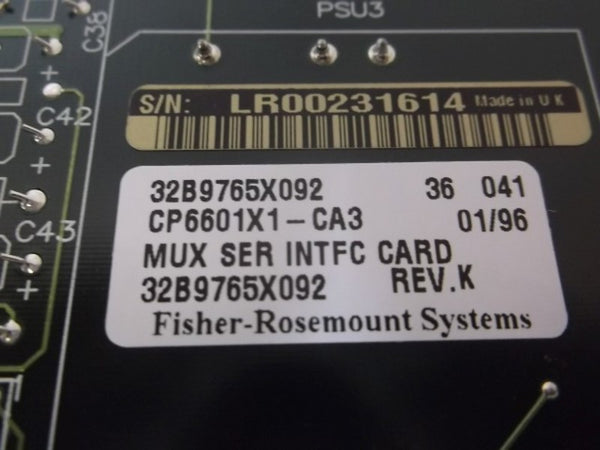 PSU3
C38
S/N: LR00231614 Made in U K
C42
32B9765X092 36 041
CP6601X1-CA3 01/96
MUX SER INTFC CARD
32B9765X092 REV.K
Fisher-Rosemount Systems
C43